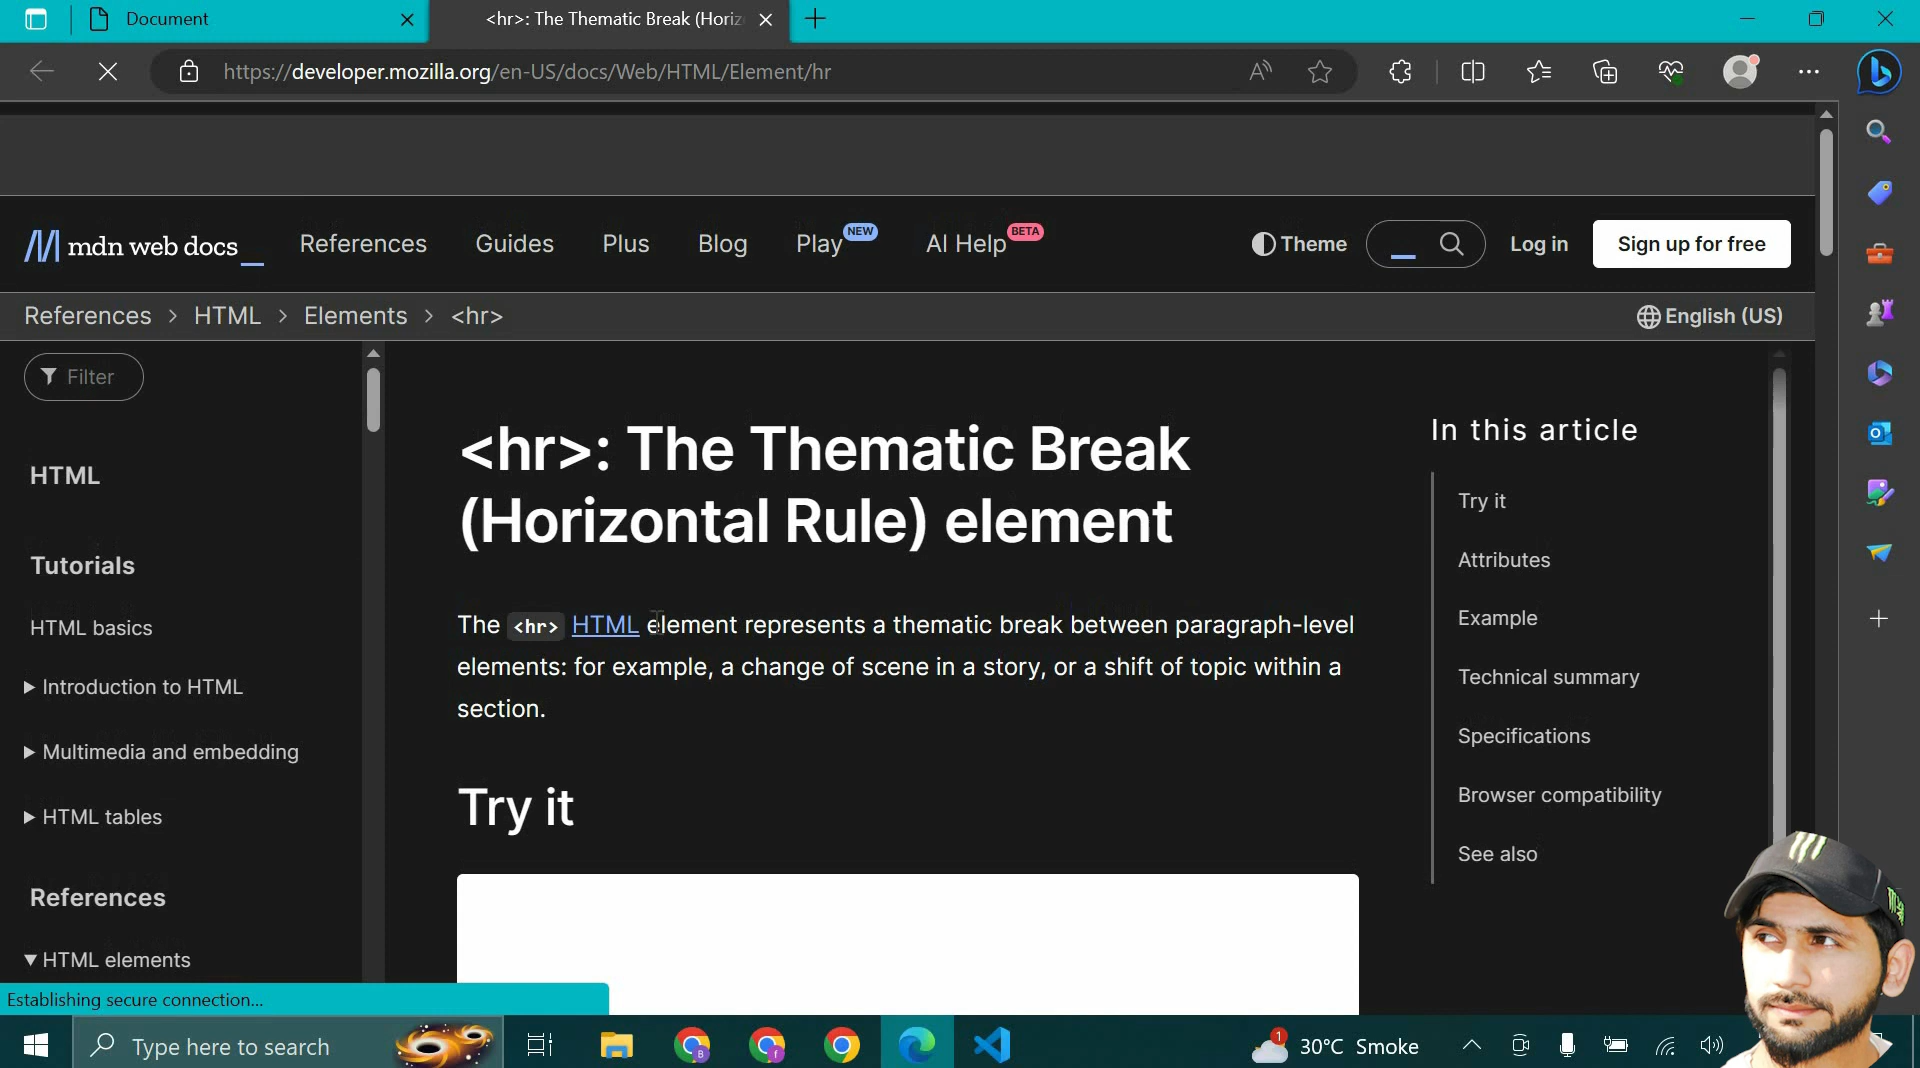 Document
<hr>: The Thematic Break (Horiz
https://developer.mozilla.org/en-US/docs/Web/HTML/Element/hr
mdn web docs
References
Guides
Plus
Blog
Play NEW
AI Help BETA
Theme
Log in
Sign up for free
References > HTML > Elements > <hr>
English (US)
Filter
HTML
Tutorials
HTML basics
Introduction to HTML
Multimedia and embedding
HTML tables
References
HTML elements
<hr>: The Thematic Break
(Horizontal Rule) element
The <hr> HTML element represents a thematic break between paragraph-level
elements: for example, a change of scene in a story, or a shift of topic within a
section.
Try it
In this article
Try it
Attributes
Example
Technical summary
Specifications
Browser compatibility
See also
Establishing secure connection...
Type here to search
1
30°C Smoke